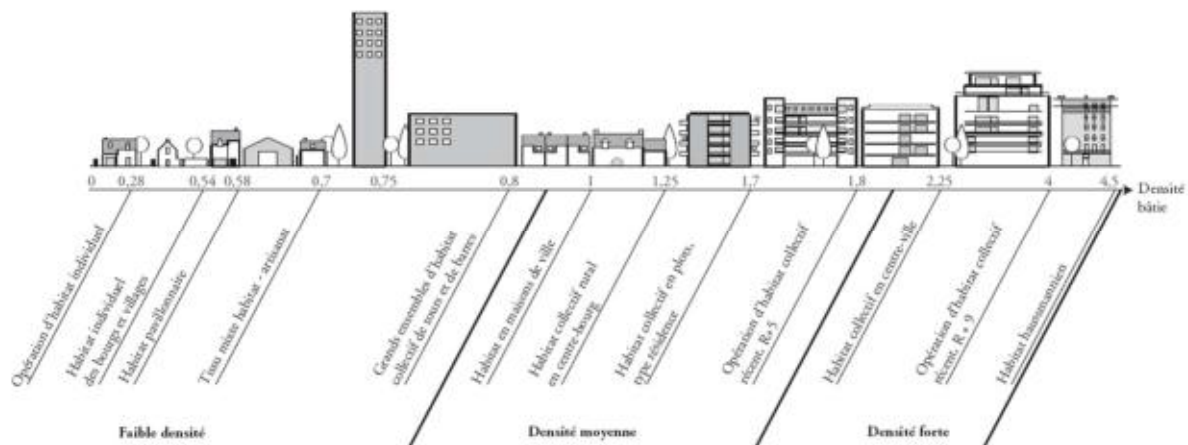 0 0,28 0,54 0,58 0,7 0,75 0,8 1 1,25 1,7 1,8 2,25 4 4,5
Densité
bâtie
Opération d'habitat individuel
Habitat individuel
des bourgs et villages
Habitat pavillonnaire
Tissu mixte habitat - artisanat
Grands ensembles d'habitat
collectif de tours et de barres
Habitat en maisons de ville
Habitat collectif rural
en centre-bourg
Habitat collectif en plots,
type résidence
Opération d'habitat collectif
récent, R+5
Habitat collectif en centre-ville
Opération d'habitat collectif
récent, R+ 9
Habitat haussmannien
Faible densité
Densité moyenne
Densité forte